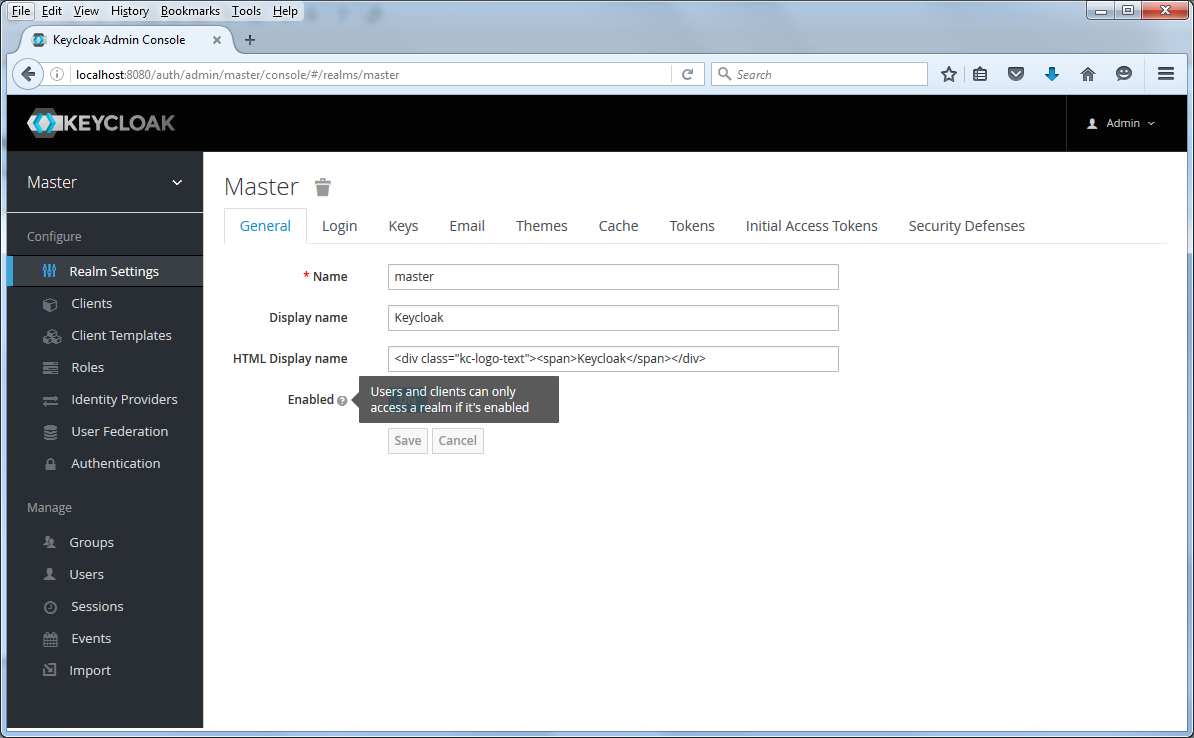 File Edit View History Bookmarks Tools Help
Keycloak Admin Console
localhost:8080/auth/admin/master/console/#/realms/master
Search
KEYCLOAK
Admin
Master
Configure
Realm Settings
Clients
Client Templates
Roles
Identity Providers
User Federation
Authentication
Manage
Groups
Users
Sessions
Events
Import
Master
General Login Keys Email Themes Cache Tokens Initial Access Tokens Security Defenses
* Name master
Display name Keycloak
HTML Display name <div class="kc-logo-text"><span>Keycloak</span></div>
Enabled
Users and clients can only
access a realm if it's enabled
Save Cancel